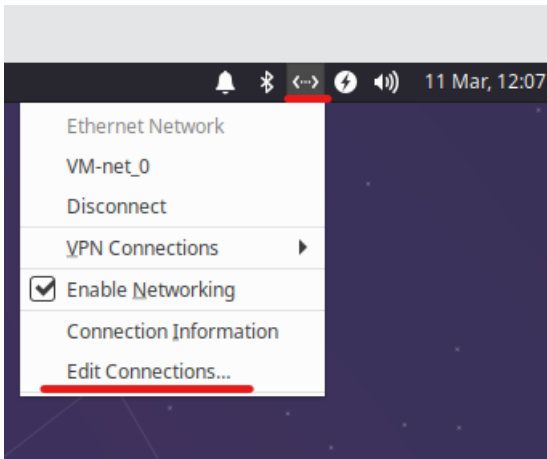 11 Mar, 12:07
Ethernet Network
VM-net_0
Disconnect
VPN Connections
Enable Networking
Connection Information
Edit Connections...